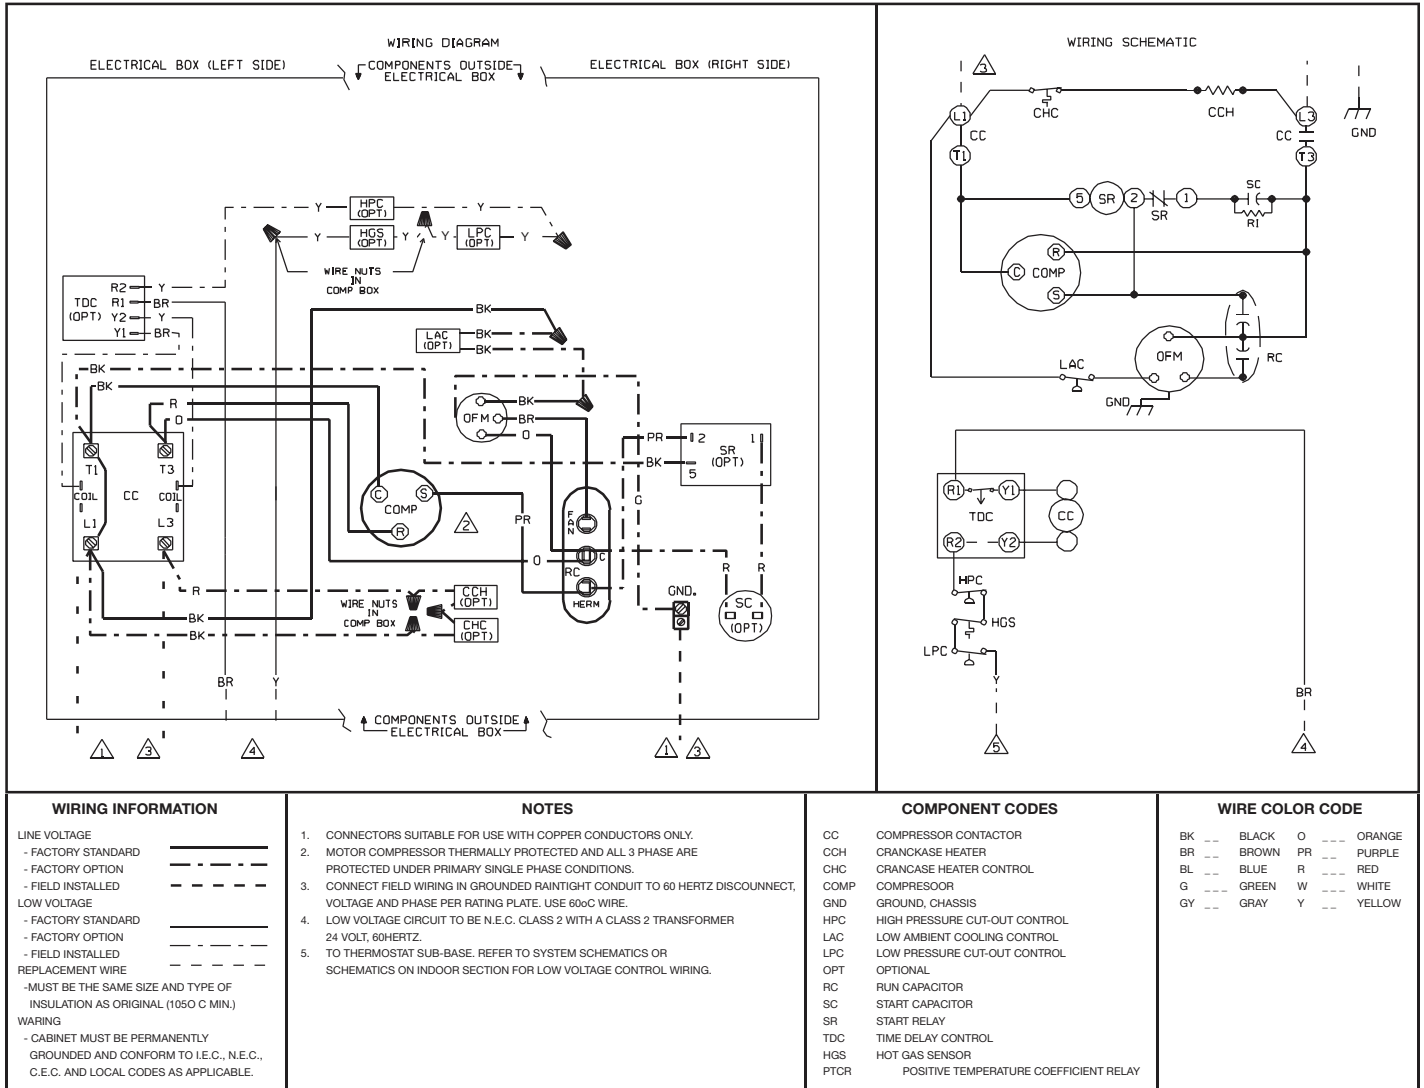 WIRING DIAGRAM
ELECTRICAL BOX (LEFT SIDE)
COMPONENTS OUTSIDE
ELECTRICAL BOX
ELECTRICAL BOX (RIGHT SIDE)
Y
HPC
(OPT)
Y
Y
HGS
(OPT)
Y
Y
LPC
(OPT)
Y
WIRE NUTS
IN
COMP BOX
TDC
(OPT)
R2
R1
Y2
Y1
Y
BR
Y
BR
BK
LAC
(OPT)
BK
BK
BK
BK
R
O
OFM
BK
BR
O
PR
BK
2
1
SR
(OPT)
5
T1
T3
COIL
CC
COIL
L1
L3
C
S
COMP
R
2
PR
G
FAN
C
RC
HERM
O
R
R
SC
(OPT)
GND.
R
BK
BK
WIRE NUTS
IN
COMP BOX
CCH
(OPT)
CHC
(OPT)
BR
Y
COMPONENTS OUTSIDE
ELECTRICAL BOX
1
3
4
1
3
WIRING SCHEMATIC
3
L1
CHC
CCH
L3
GND
CC
CC
T1
T3
5
SR
2
SR
1
SC
RI
R
C
COMP
S
OFM
RC
LAC
GND
R1
Y1
TDC
CC
R2
Y2
HPC
HGS
LPC
Y
BR
5
4
WIRING INFORMATION
LINE VOLTAGE
- FACTORY STANDARD
- FACTORY OPTION
- FIELD INSTALLED
LOW VOLTAGE
- FACTORY STANDARD
- FACTORY OPTION
- FIELD INSTALLED
REPLACEMENT WIRE
-MUST BE THE SAME SIZE AND TYPE OF
INSULATION AS ORIGINAL (105O C MIN.)
WARING
- CABINET MUST BE PERMANENTLY
GROUNDED AND CONFORM TO I.E.C., N.E.C.,
C.E.C. AND LOCAL CODES AS APPLICABLE.
NOTES
1. CONNECTORS SUITABLE FOR USE WITH COPPER CONDUCTORS ONLY.
2. MOTOR COMPRESSOR THERMALLY PROTECTED AND ALL 3 PHASE ARE
PROTECTED UNDER PRIMARY SINGLE PHASE CONDITIONS.
3. CONNECT FIELD WIRING IN GROUNDED RAINTIGHT CONDUIT TO 60 HERTZ DISCOUNNECT,
VOLTAGE AND PHASE PER RATING PLATE. USE 60oC WIRE.
4. LOW VOLTAGE CIRCUIT TO BE N.E.C. CLASS 2 WITH A CLASS 2 TRANSFORMER
24 VOLT, 60HERTZ.
5. TO THERMOSTAT SUB-BASE. REFER TO SYSTEM SCHEMATICS OR
SCHEMATICS ON INDOOR SECTION FOR LOW VOLTAGE CONTROL WIRING.
COMPONENT CODES
CC COMPRESSOR CONTACTOR
CCH CRANCKASE HEATER
CHC CRANCASE HEATER CONTROL
COMP COMPRESOOR
GND GROUND, CHASSIS
HPC HIGH PRESSURE CUT-OUT CONTROL
LAC LOW AMBIENT COOLING CONTROL
LPC LOW PRESSURE CUT-OUT CONTROL
OPT OPTIONAL
RC RUN CAPACITOR
SC START CAPACITOR
SR START RELAY
TDC TIME DELAY CONTROL
HGS HOT GAS SENSOR
PTCR POSITIVE TEMPERATURE COEFFICIENT RELAY
WIRE COLOR CODE
BK __ BLACK O ___ ORANGE
BR __ BROWN PR __ PURPLE
BL __ BLUE R ___ RED
G ___ GREEN W ___ WHITE
GY __ GRAY Y ___ YELLOW